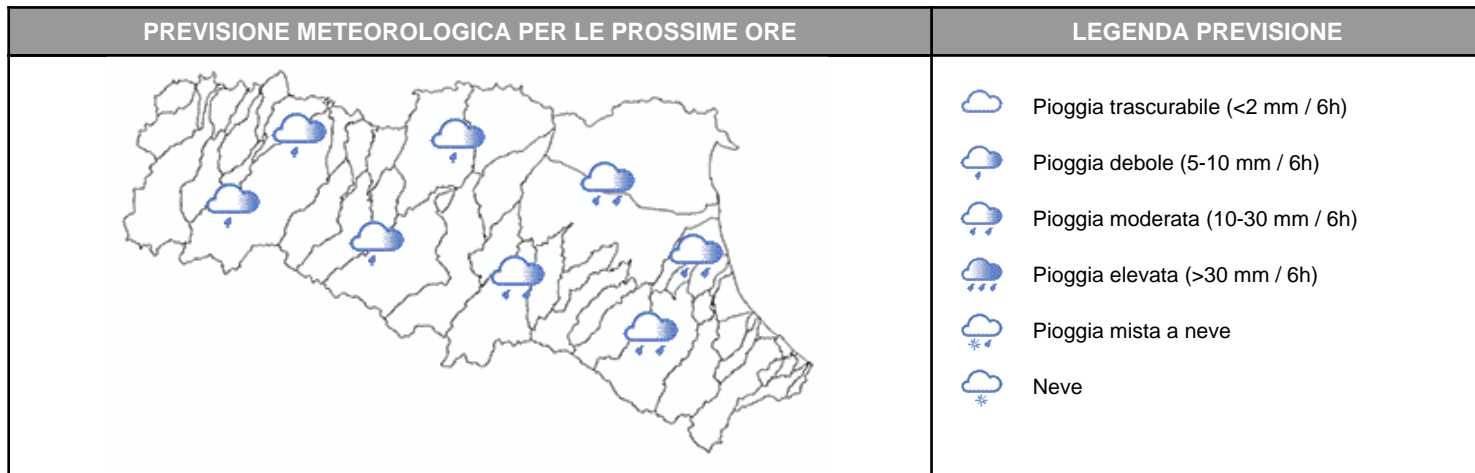 PREVISIONE METEOROLOGICA PER LE PROSSIME ORE
LEGENDA PREVISIONE
Pioggia trascurabile (<2 mm / 6h)
Pioggia debole (5-10 mm / 6h)
Pioggia moderata (10-30 mm / 6h)
Pioggia elevata (>30 mm / 6h)
Pioggia mista a neve
Neve